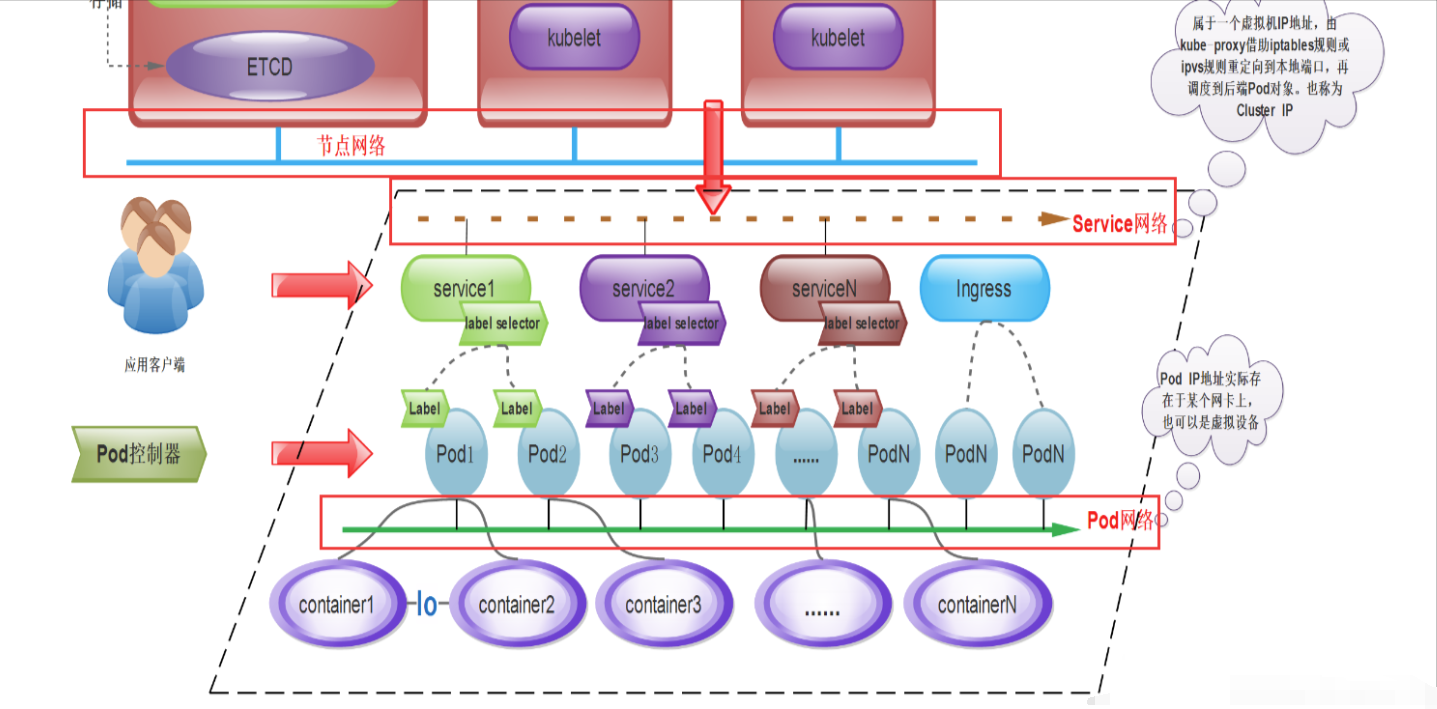 存储
ETCD
kubelet
kubelet
属于一个虚拟机IP地址，由
kube-proxy借助iptables规则或
ipvs规则重定向到本地端口，再
调度到后端Pod对象。也称为
Cluster IP
节点网络
Service网络
service1
service2
serviceN
Ingress
label selector
label selector
label selector
应用客户端
Pod IP地址实际存
在于某个网卡上，
也可以是虚拟设备
Label
Label
Label
Label
Label
Label
Pod控制器
Pod1
Pod2
Pod3
Pod4
......
PodN
PodN
PodN
Pod网络
container1
lo
container2
container3
......
containerN